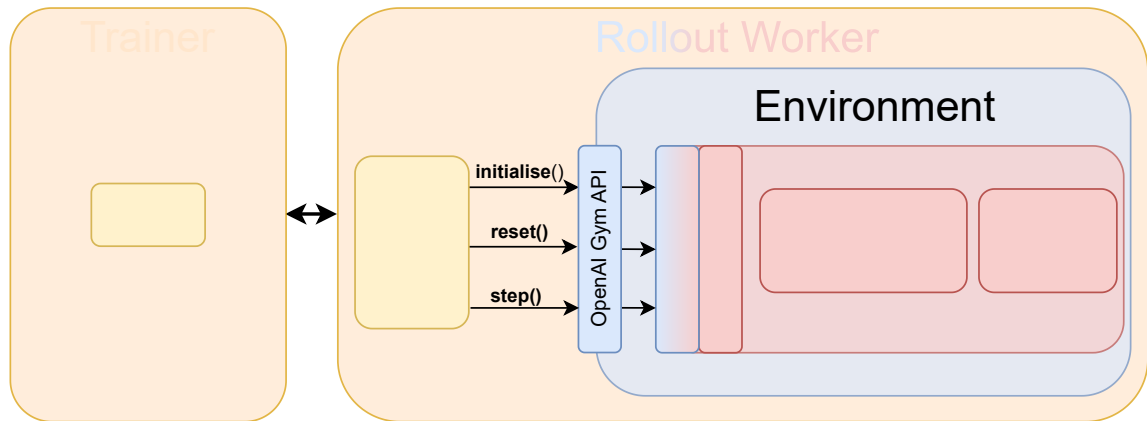 Trainer
Rollout Worker
Environment
initialise()
reset()
step()
OpenAI Gym API